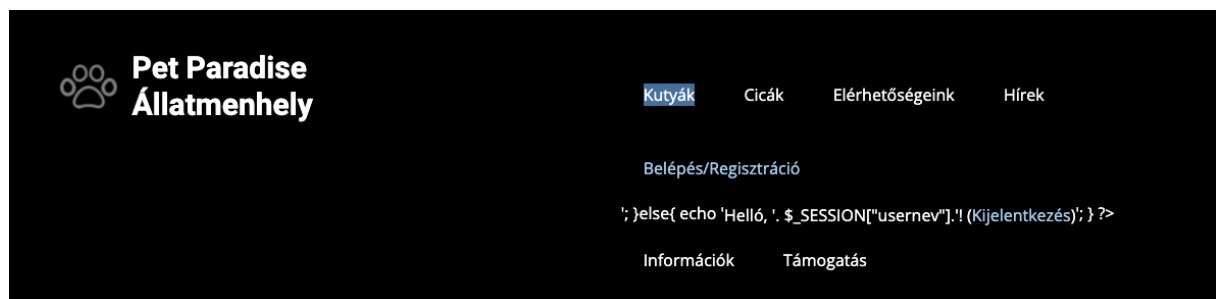 Pet Paradise
Állatmenhely
Kutyák Cicák Elérhetőségeink Hírek
Belépés/Regisztráció
'; }else{ echo 'Helló, '. $_SESSION["usernev"].'! (Kijelentkezés)'; } ?>
Információk Támogatás